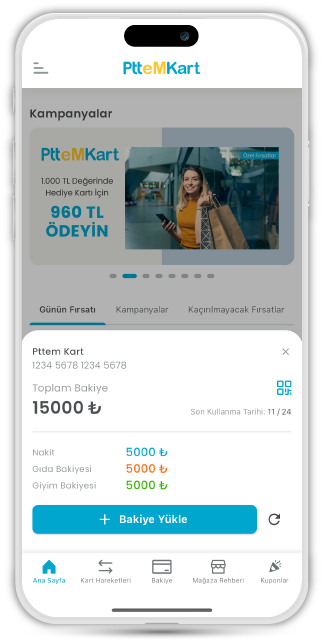 PtteMKart
Kampanyalar
PtteMKart
Özel Fırsatlar
1.000 TL Değerinde
Hediye Kartı İçin
960 TL
ÖDEYİN
Günün Fırsatı Kampanyalar Kaçırılmayacak Fırsatlar
Pttem Kart
1234 5678 1234 5678
Toplam Bakiye
15000 ₺
Son Kullanma Tarihi: 11 / 24
Nakit 5000 ₺
Gıda Bakiyesi 5000 ₺
Giyim Bakiyesi 5000 ₺
+ Bakiye Yükle
Ana Sayfa Kart Hareketleri Bakiye Mağaza Rehberi Kuponlar